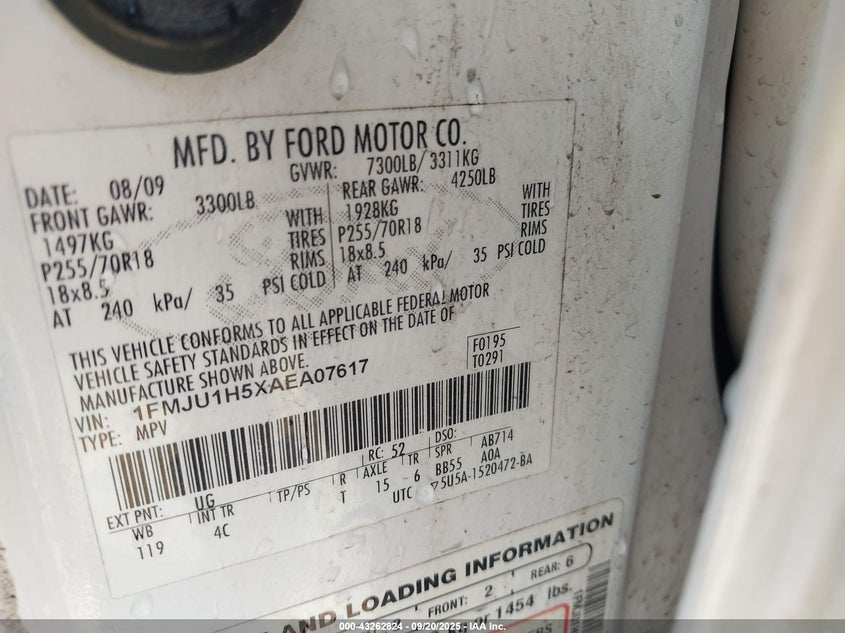 MFD. BY FORD MOTOR CO.
DATE: 08/09 GVWR: 7300LB/ 3311KG
FRONT GAWR: 3300LB REAR GAWR: 4250LB
1497KG WITH 1928KG WITH
P255/70R18 TIRES P255/70R18 TIRES
18x8.5 RIMS 18x8.5 RIMS
AT 240 kPa/ 35 PSI COLD AT 240 kPa/ 35 PSI COLD
THIS VEHICLE CONFORMS TO ALL APPLICABLE FEDERAL MOTOR
VEHICLE SAFETY STANDARDS IN EFFECT ON THE DATE OF
MANUFACTURE SHOWN ABOVE.
F0195
T0291
VIN: 1FMJU1H5XAEA07617
TYPE: MPV
EXT PNT: UG RC: 52 DSO: AB714
WB INT TR TP/PS R AXLE TR SPR
119 4C T 15 6 BB55 A0A
UTC 75U5A-1520472-BA
AND LOADING INFORMATION
FRONT: 2 REAR: 6
1454 lbs.
000-43262824 - 09/20/2025 - IAA, Inc.